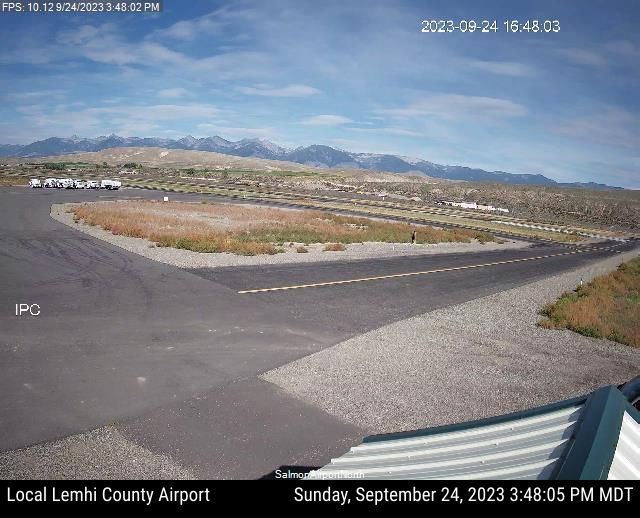 FPS: 10.12 9/24/2023 3:48:02 PM
2023-09-24 16:48:03
IPC
Local Lemhi County Airport
Sunday, September 24, 2023 3:48:05 PM MDT